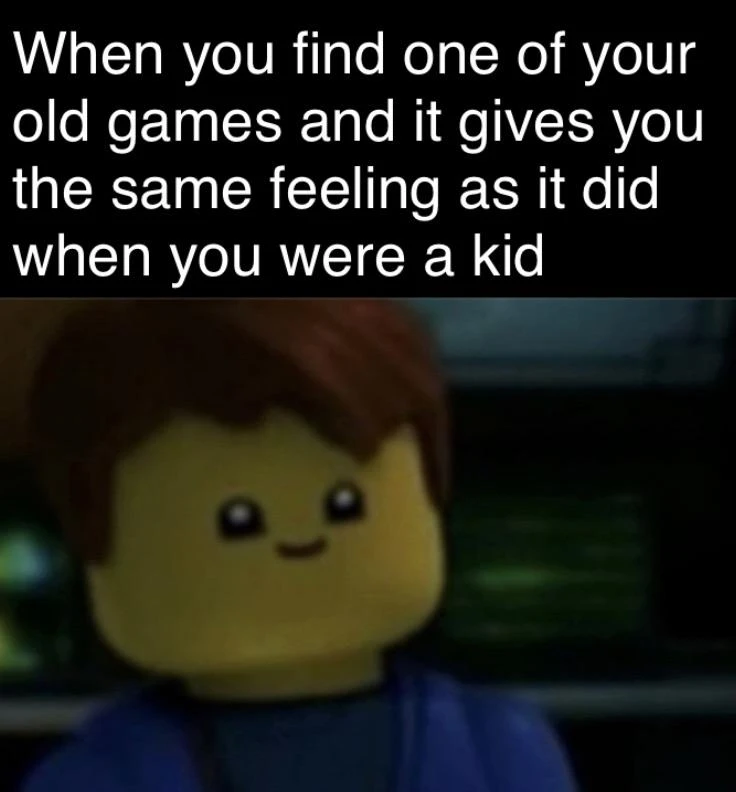 When you find one of your
old games and it gives you
the same feeling as it did
when you were a kid